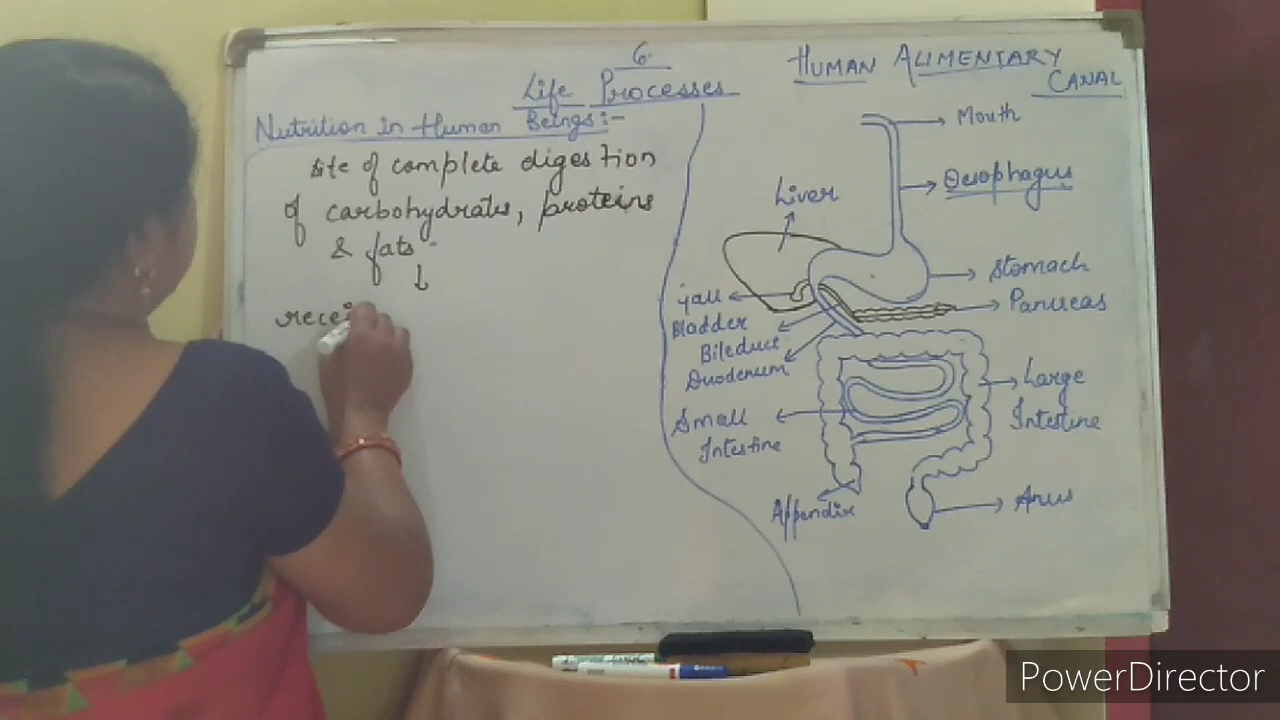 6.
Life Processes
Nutrition in Human Beings:-
site of complete digestion
of carbohydrates, proteins
& fats -
recei
HUMAN ALIMENTARY
CANAL
Mouth
Oesophagus
Liver
Stomach
Pancreas
Gall
Bladder
Bileduct
Duodenum
Large
Intestine
Small
Intestine
Appendix
Anus
PowerDirector